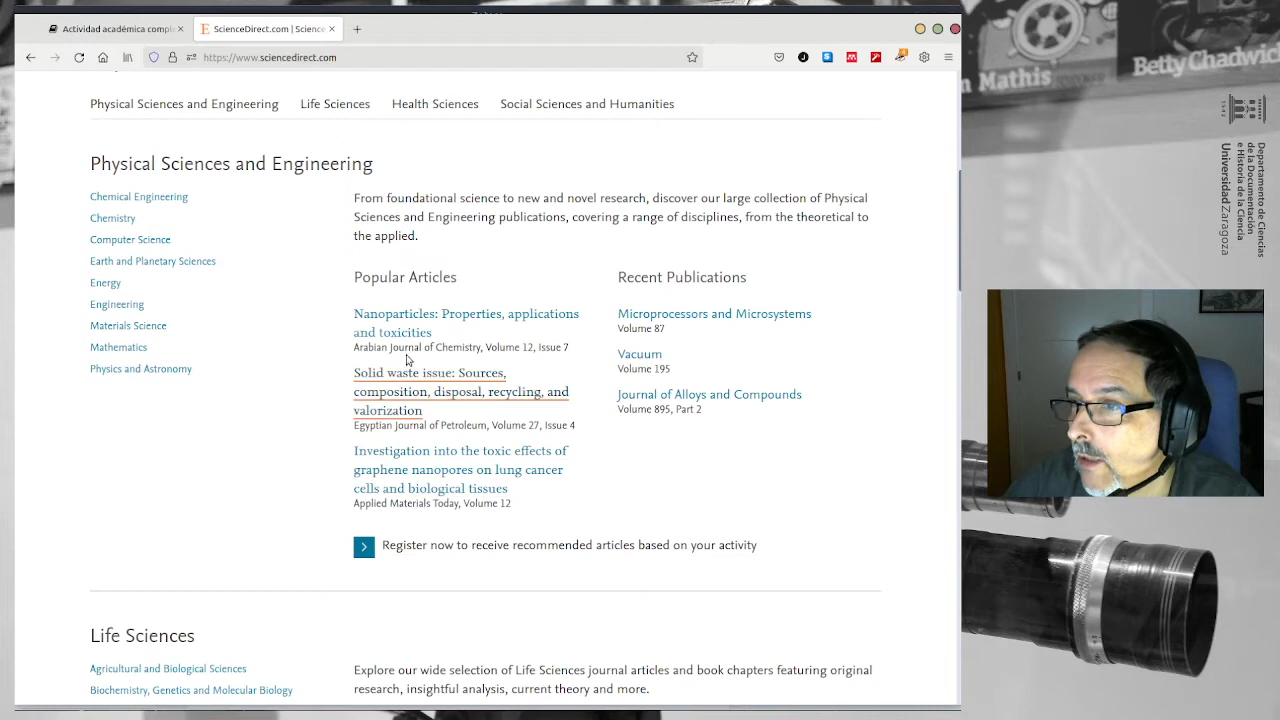 Actividad académica compl
ScienceDirect.com | Science
https://www.sciencedirect.com
Physical Sciences and Engineering
Life Sciences
Health Sciences
Social Sciences and Humanities
Physical Sciences and Engineering
Chemical Engineering
Chemistry
Computer Science
Earth and Planetary Sciences
Energy
Engineering
Materials Science
Mathematics
Physics and Astronomy
From foundational science to new and novel research, discover our large collection of Physical
Sciences and Engineering publications, covering a range of disciplines, from the theoretical to
the applied.
Popular Articles
Nanoparticles: Properties, applications
and toxicities
Arabian Journal of Chemistry, Volume 12, Issue 7
Solid waste issue: Sources,
composition, disposal, recycling, and
valorization
Egyptian Journal of Petroleum, Volume 27, Issue 4
Investigation into the toxic effects of
graphene nanopores on lung cancer
cells and biological tissues
Applied Materials Today, Volume 12
Recent Publications
Microprocessors and Microsystems
Volume 87
Vacuum
Volume 195
Journal of Alloys and Compounds
Volume 895, Part 2
Register now to receive recommended articles based on your activity
Life Sciences
Agricultural and Biological Sciences
Biochemistry, Genetics and Molecular Biology
Explore our wide selection of Life Sciences journal articles and book chapters featuring original
research, insightful analysis, current theory and more.
Mathis
BettyChadwi
Departamento de Ciencias
de la Documentación
e Historia de la Ciencia
Universidad Zaragoza
1542